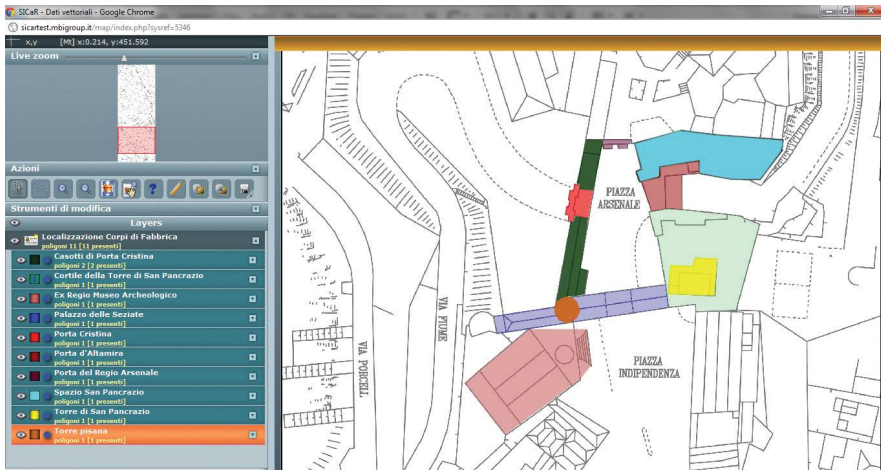 SICaR - Dati vettoriali - Google Chrome
sicartest.mbigroup.it/map/index.php?sysref=5346
x,y [Mt] x:0.214, y:451.592
Live zoom
Azioni
Strumenti di modifica
Layers
Localizzazione Corpi di Fabbrica
poligoni 11 [11 presenti]
Casotti di Porta Cristina
poligoni 2 [2 presenti]
Cortile della Torre di San Pancrazio
poligoni 1 [1 presenti]
Ex Regio Museo Archeologico
poligoni 1 [1 presenti]
Palazzo delle Seziate
poligoni 1 [1 presenti]
Porta Cristina
poligoni 1 [1 presenti]
Porta d'Altamira
poligoni 1 [1 presenti]
Porta del Regio Arsenale
poligoni 1 [1 presenti]
Spazio San Pancrazio
poligoni 1 [1 presenti]
Torre di San Pancrazio
poligoni 1 [1 presenti]
Torre pisana
poligoni 1 [1 presenti]
PIAZZA
ARSENALE
VIA FIUME
VIA PORCELL
PIAZZA
INDIPENDENZA